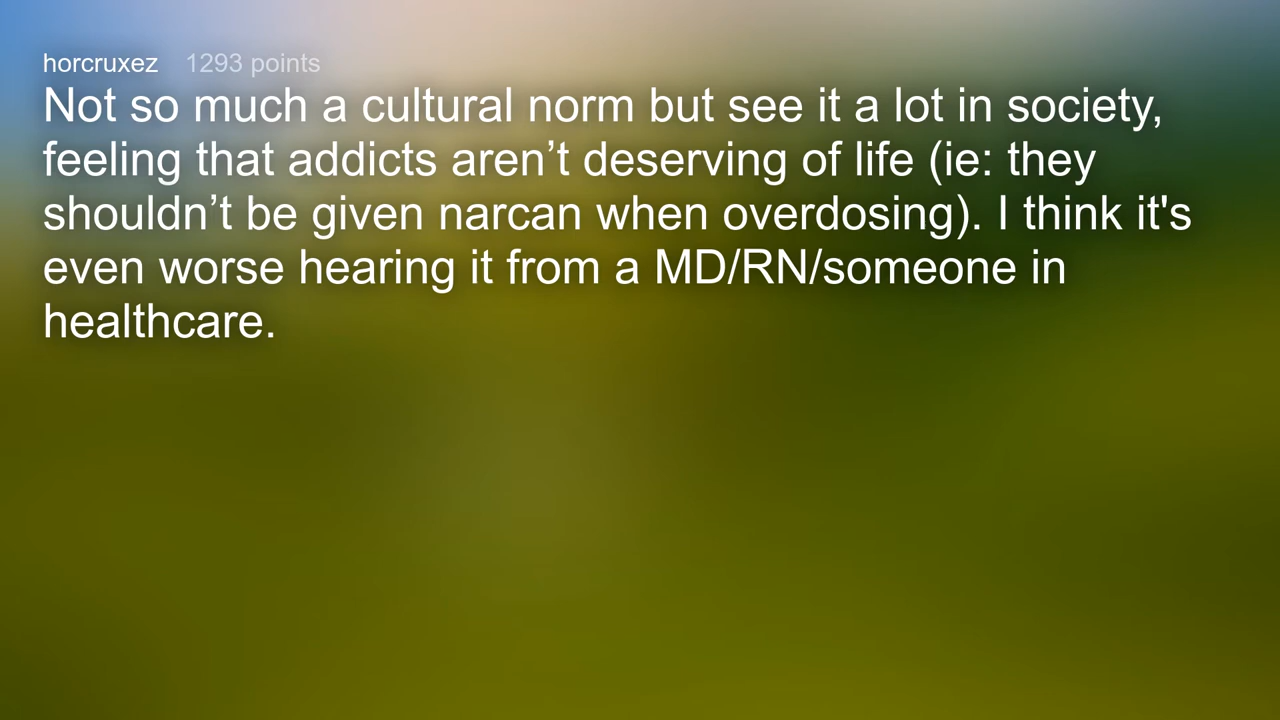 horcruxez 1293 points
Not so much a cultural norm but see it a lot in society,
feeling that addicts aren’t deserving of life (ie: they
shouldn’t be given narcan when overdosing). I think it's
even worse hearing it from a MD/RN/someone in
healthcare.